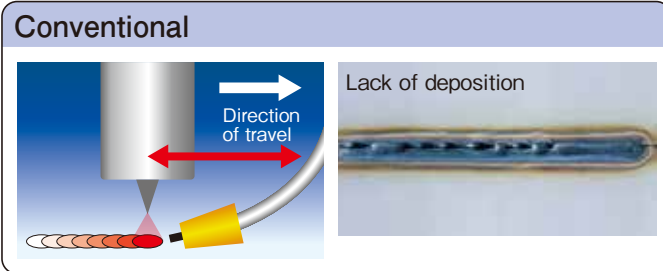 Conventional
Direction
of travel
Lack of deposition